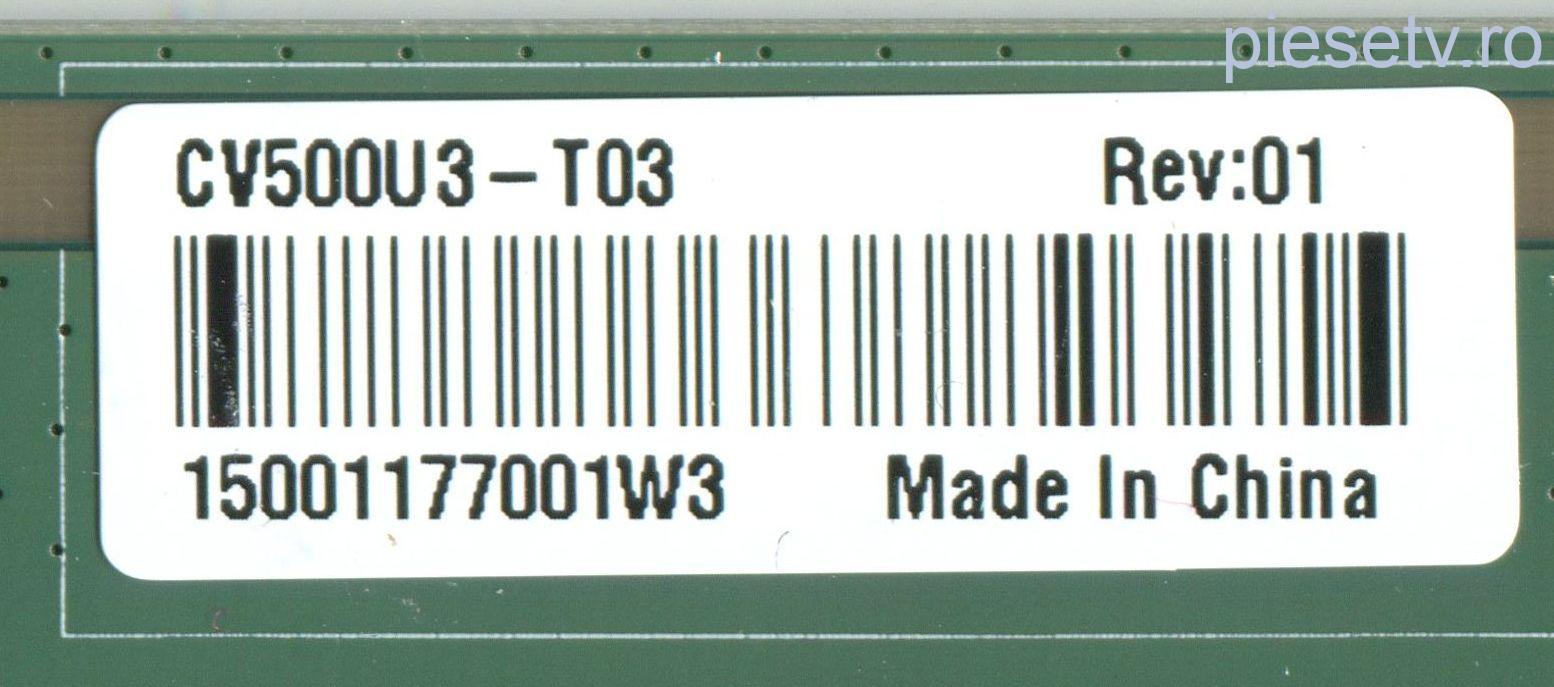 piesetv.ro
CV500U3-T03 Rev:01
15001177001W3 Made In China